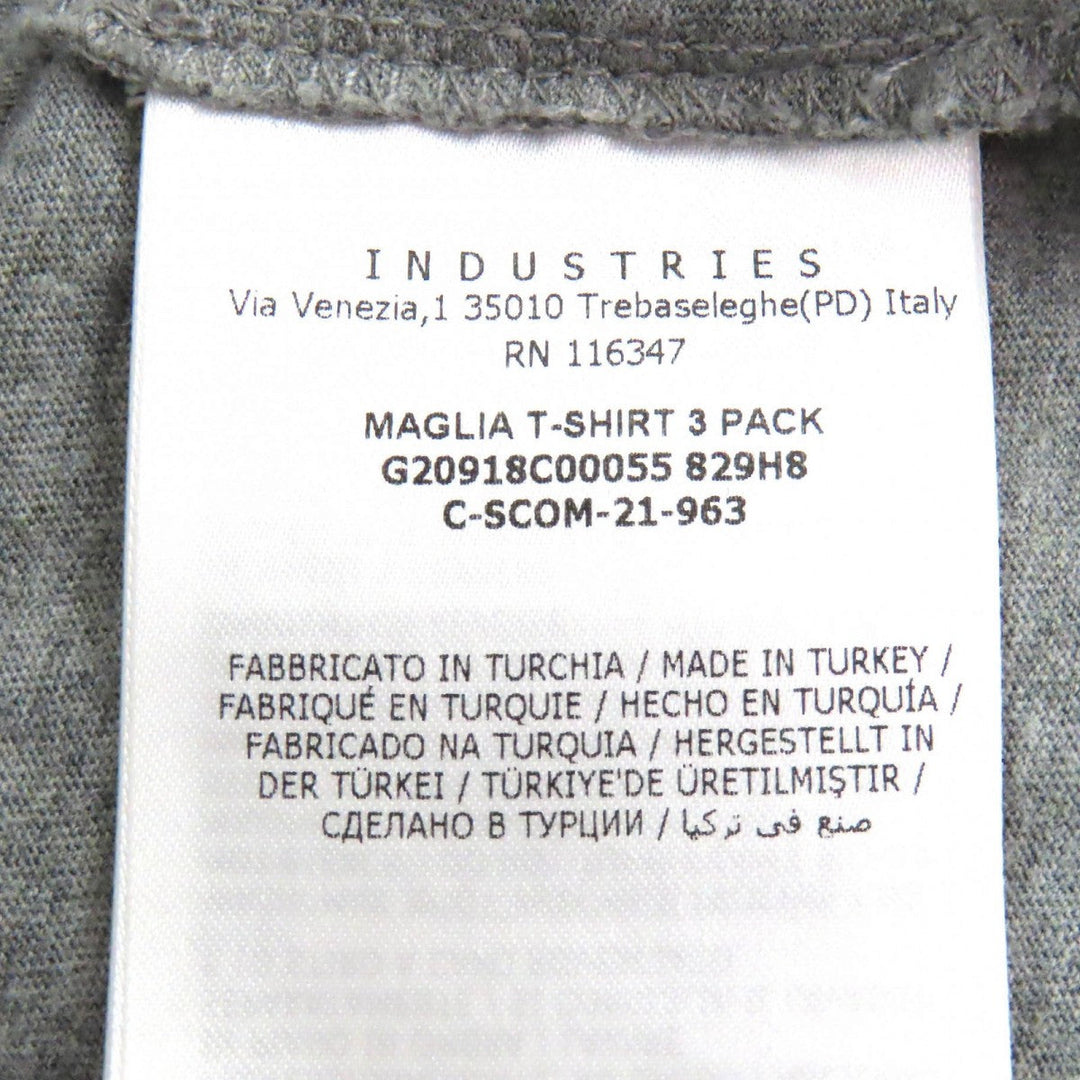 INDUSTRIES
Via Venezia,1 35010 Trebaseleghe(PD) Italy
RN 116347
MAGLIA T-SHIRT 3 PACK
G20918C00055 829H8
C-SCOM-21-963
FABBRICATO IN TURCHIA / MADE IN TURKEY /
FABRIQUÉ EN TURQUIE / HECHO EN TURQUÍA /
FABRICADO NA TURQUIA / HERGESTELLT IN
DER TÜRKEI / TÜRKIYE'DE ÜRETILMIŞTIR /
СДЕЛАНО В ТУРЦИИ / صنع في تركيا